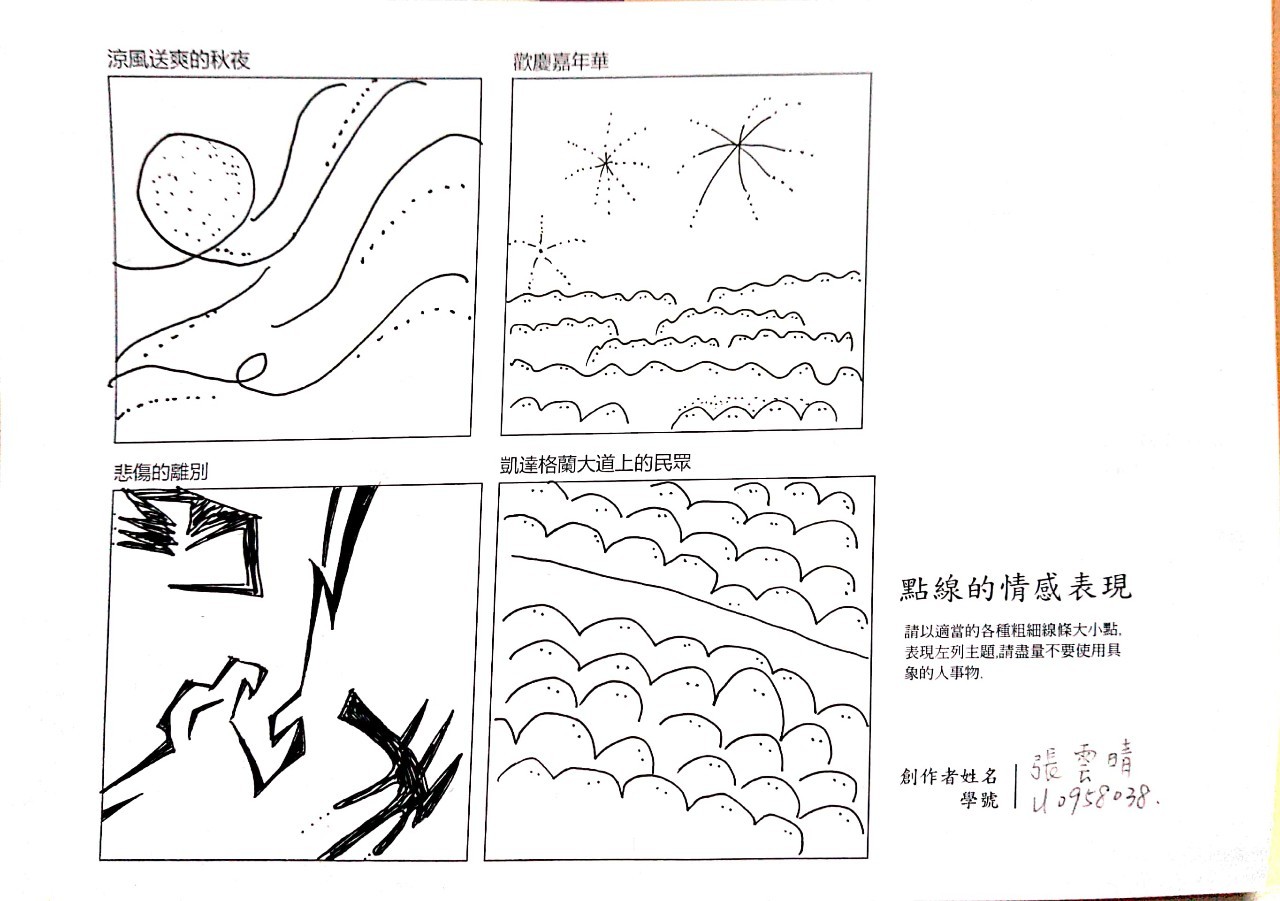 涼風送爽的秋夜
歡慶嘉年華
悲傷的離別
凱達格蘭大道上的民眾
點線的情感表現
請以適當的各種粗細線條大小點,
表現左列主題,請盡量不要使用具
象的人事物.
創作者姓名
張雲晴
學號
U0958038.